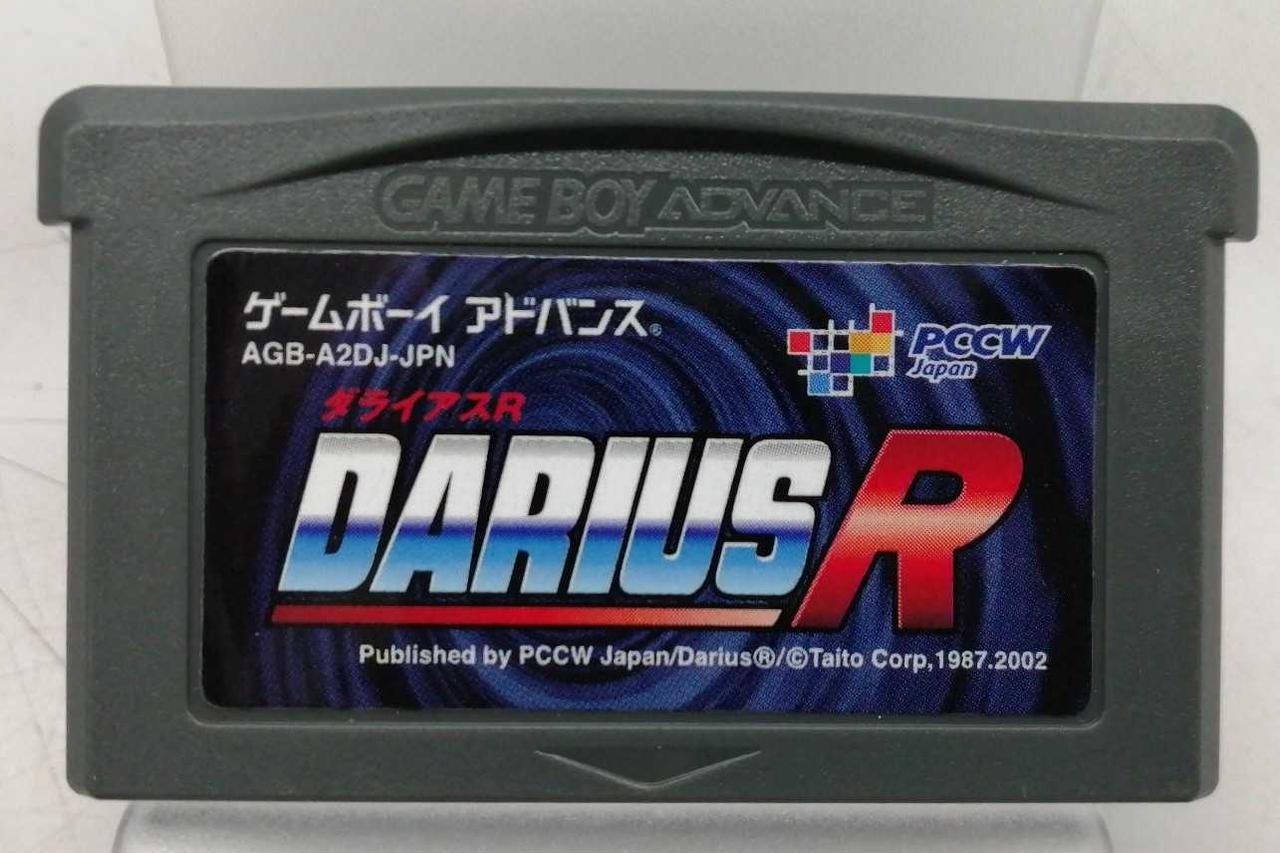 GAME BOY ADVANCE
ゲームボーイ アドバンス®
AGB-A2DJ-JPN
PCCW
Japan
ダライアスR
DARIUS R
Published by PCCW Japan/Darius®/©Taito Corp,1987.2002